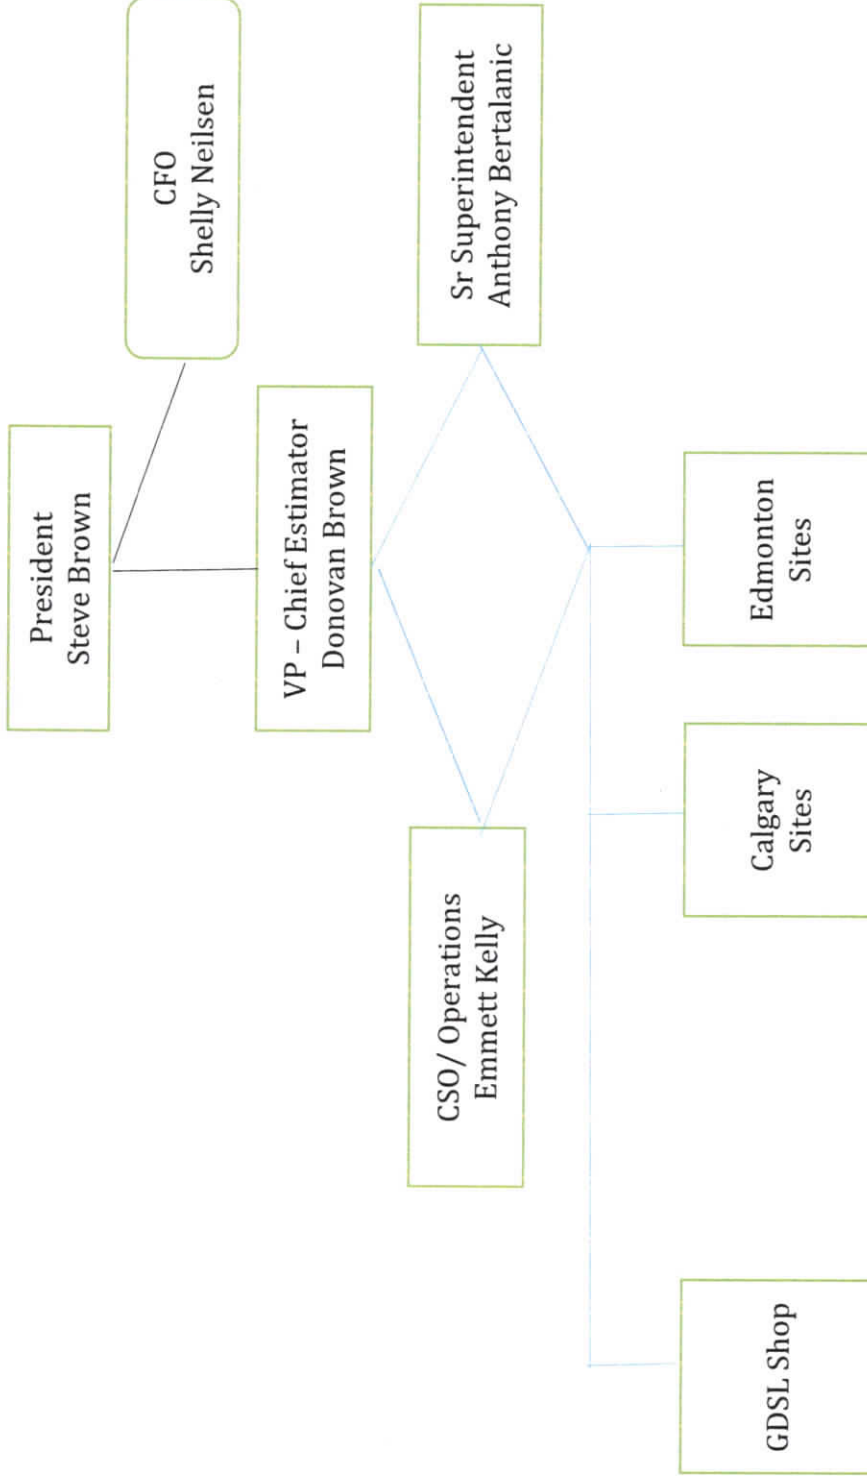 President
Steve Brown
CFO
Shelly Neilsen
VP – Chief Estimator
Donovan Brown
CSO/ Operations
Emmett Kelly
Sr Superintendent
Anthony Bertalanic
GDSL Shop
Calgary
Sites
Edmonton
Sites